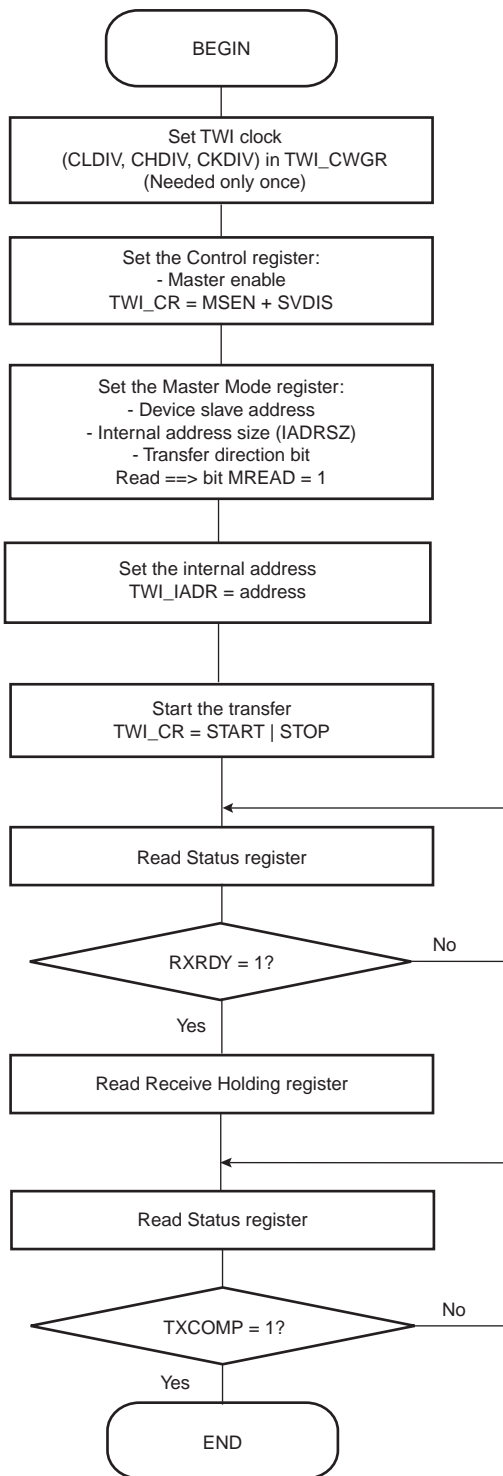 BEGIN
Set TWI clock
(CLDIV, CHDIV, CKDIV) in TWI_CWGR
(Needed only once)
Set the Control register:
- Master enable
TWI_CR = MSEN + SVDIS
Set the Master Mode register:
- Device slave address
- Internal address size (IADRSZ)
- Transfer direction bit
Read ==> bit MREAD = 1
Set the internal address
TWI_IADR = address
Start the transfer
TWI_CR = START | STOP
Read Status register
RXRDY = 1?
No
Yes
Read Receive Holding register
Read Status register
TXCOMP = 1?
No
Yes
END